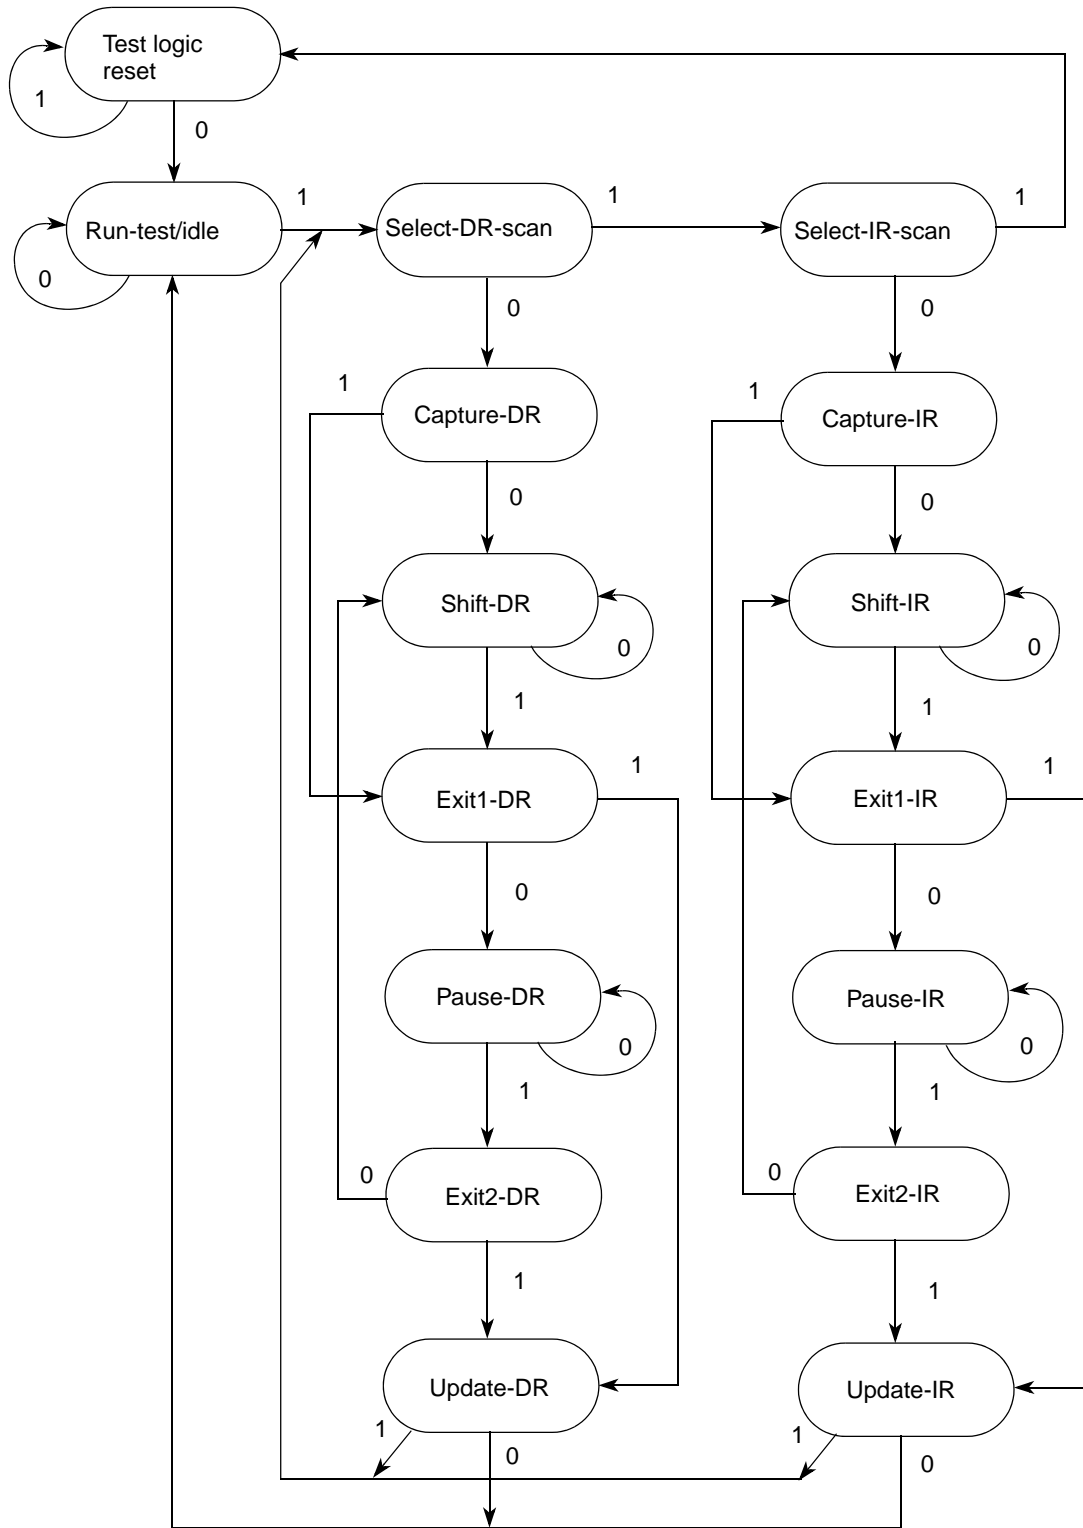 Test logic
reset
1
0
Run-test/idle
1
Select-DR-scan
1
Select-IR-scan
1
0
0
0
1
Capture-DR
1
Capture-IR
0
0
Shift-DR
0
Shift-IR
0
1
1
Exit1-DR
1
Exit1-IR
1
0
0
Pause-DR
0
Pause-IR
0
1
1
0
Exit2-DR
0
Exit2-IR
1
1
Update-DR
Update-IR
1
0
1
0